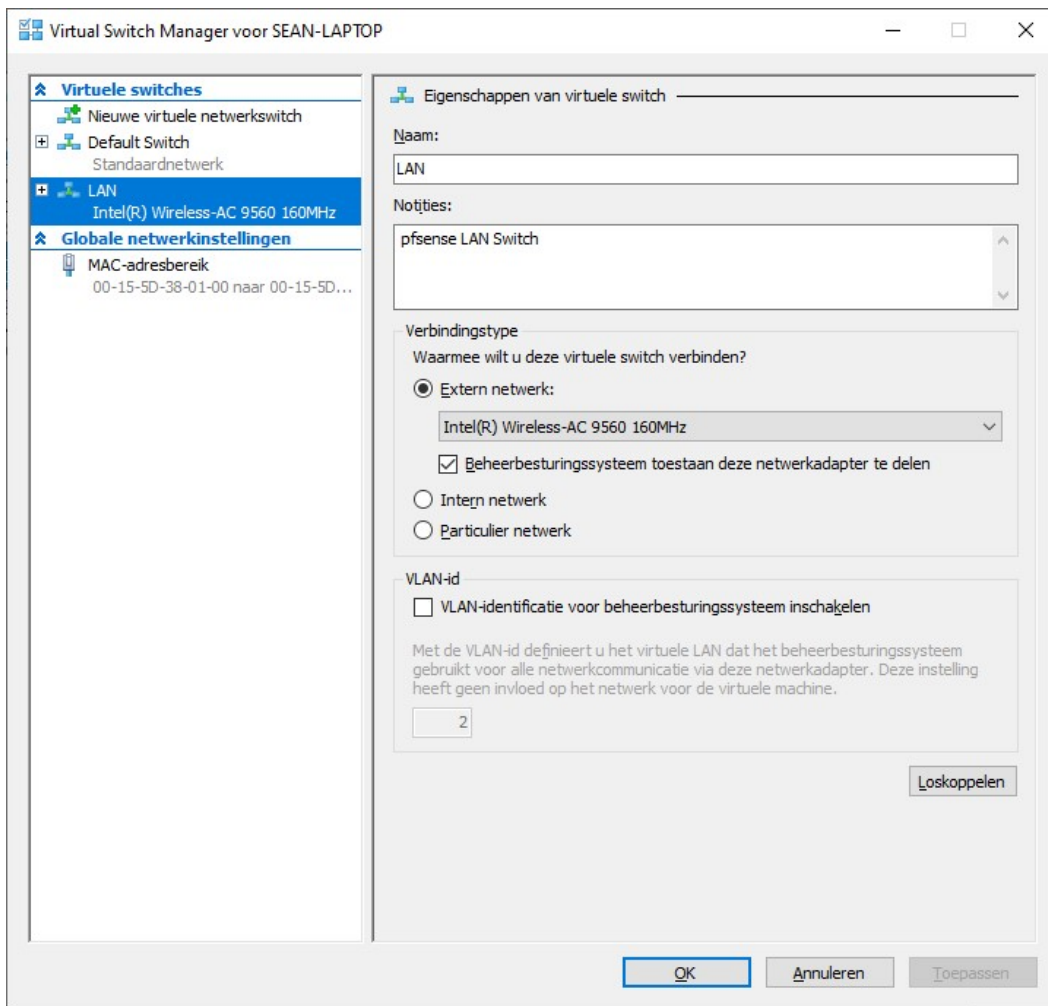 Virtual Switch Manager voor SEAN-LAPTOP
Virtuele switches
Nieuwe virtuele netwerkswitch
Default Switch
Standaardnetwerk
LAN
Intel(R) Wireless-AC 9560 160MHz
Globale netwerkinstellingen
MAC-adresbereik
00-15-5D-38-01-00 naar 00-15-5D...
Eigenschappen van virtuele switch
Naam:
LAN
Notities:
pfsense LAN Switch
Verbindingstype
Waarmee wilt u deze virtuele switch verbinden?
Extern netwerk:
Intel(R) Wireless-AC 9560 160MHz
Beheerbesturingssysteem toestaan deze netwerkadapter te delen
Intern netwerk
Particulier netwerk
VLAN-id
VLAN-identificatie voor beheerbesturingssysteem inschakelen
Met de VLAN-id definieert u het virtuele LAN dat het beheerbesturingssysteem
gebruikt voor alle netwerkcommunicatie via deze netwerkadapter. Deze instelling
heeft geen invloed op het netwerk voor de virtuele machine.
2
Loskoppelen
OK
Annuleren
Toepassen